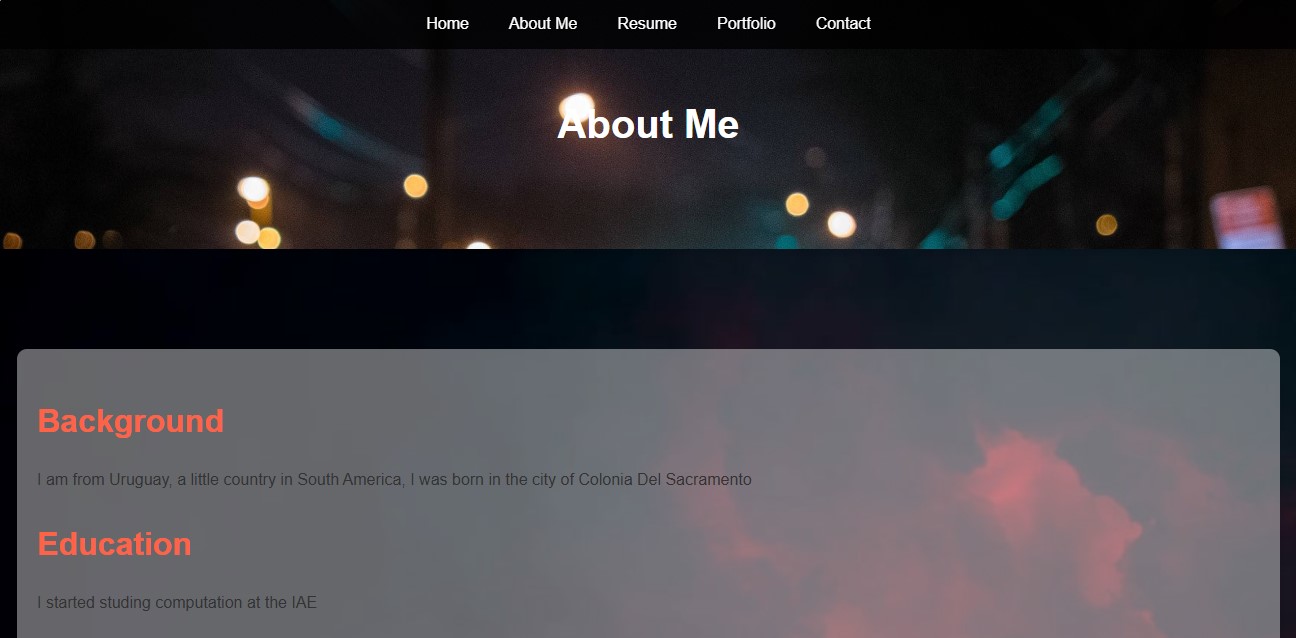 Home About Me Resume Portfolio Contact
About Me
Background
I am from Uruguay, a little country in South America, I was born in the city of Colonia Del Sacramento
Education
I started studing computation at the IAE